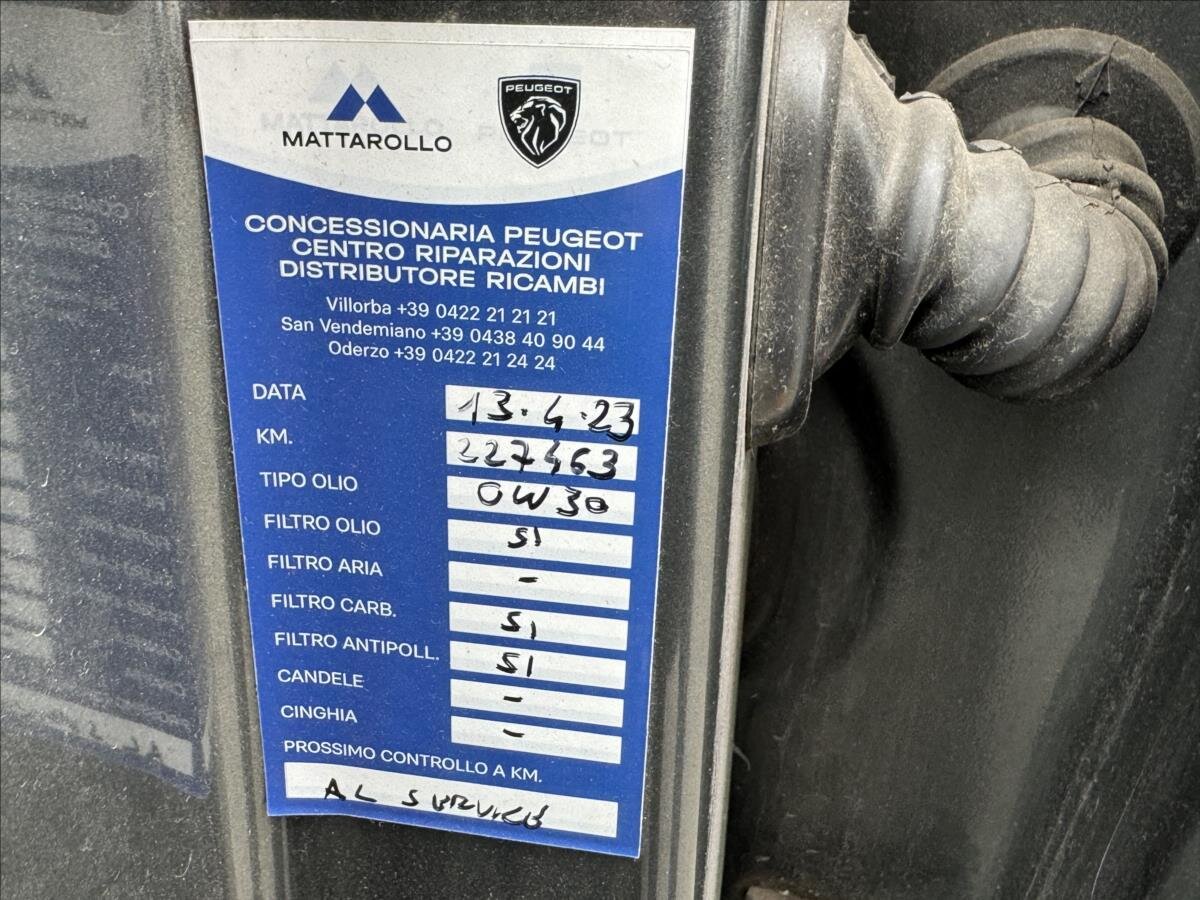 MATTAROLLO
PEUGEOT
CONCESSIONARIA PEUGEOT
CENTRO RIPARAZIONI
DISTRIBUTORE RICAMBI
Villorba +39 0422 21 21 21
San Vendemiano +39 0438 40 90 44
Oderzo +39 0422 21 24 24
DATA 13.4.23
KM. 227463
TIPO OLIO 0W30
FILTRO OLIO SI
FILTRO ARIA -
FILTRO CARB. SI
FILTRO ANTIPOLL. SI
CANDELE -
CINGHIA -
PROSSIMO CONTROLLO A KM.
AL SERVICE